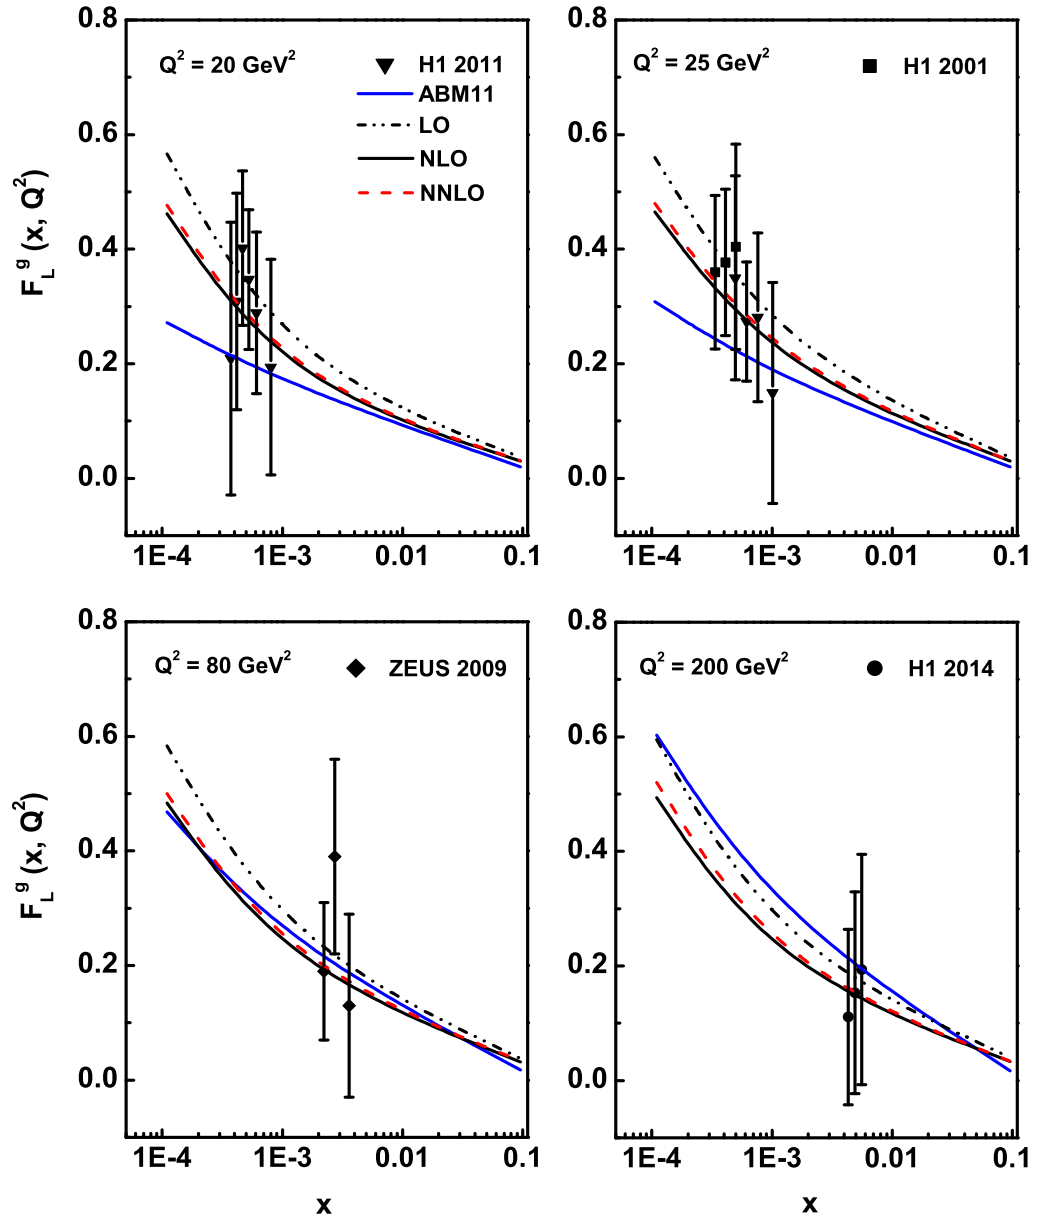 Q² = 20 GeV²
H1 2011
ABM11
LO
NLO
NNLO
0.8
0.6
0.4
0.2
0.0
F_L^g (x, Q²)
1E-4 1E-3 0.01 0.1
Q² = 25 GeV²
H1 2001
0.8
0.6
0.4
0.2
0.0
1E-4 1E-3 0.01 0.1
Q² = 80 GeV²
ZEUS 2009
0.8
0.6
0.4
0.2
0.0
F_L^g (x, Q²)
1E-4 1E-3 0.01 0.1
x
Q² = 200 GeV²
H1 2014
0.8
0.6
0.4
0.2
0.0
1E-4 1E-3 0.01 0.1
x